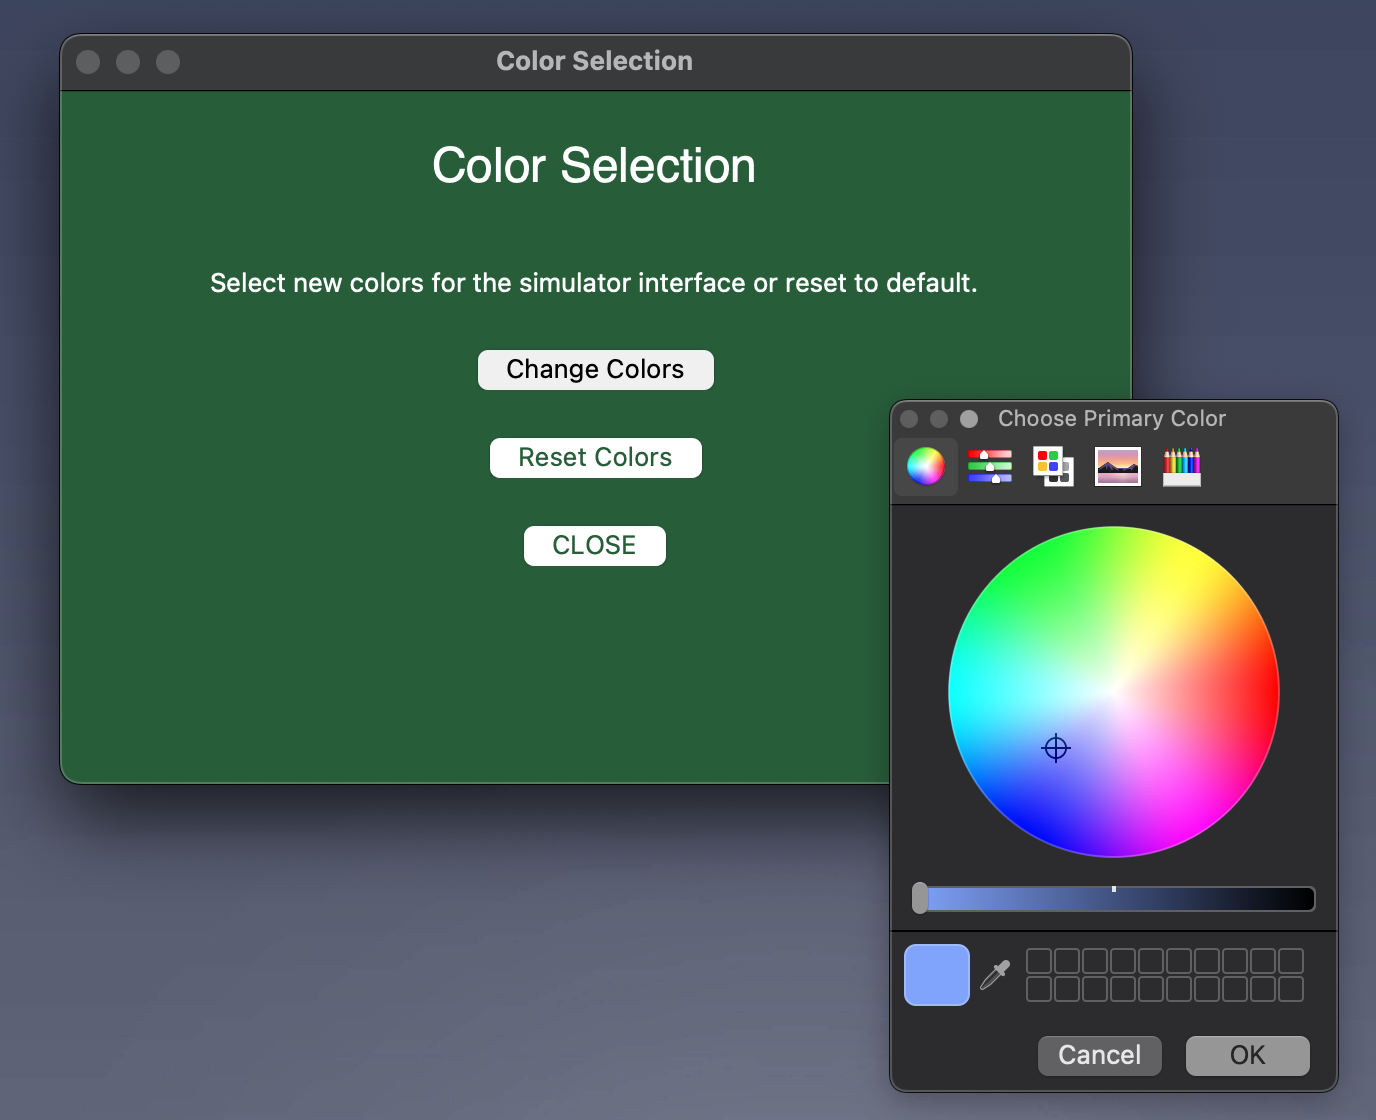 Color Selection
Color Selection
Select new colors for the simulator interface or reset to default.
Change Colors
Reset Colors
CLOSE
Choose Primary Color
Cancel
OK